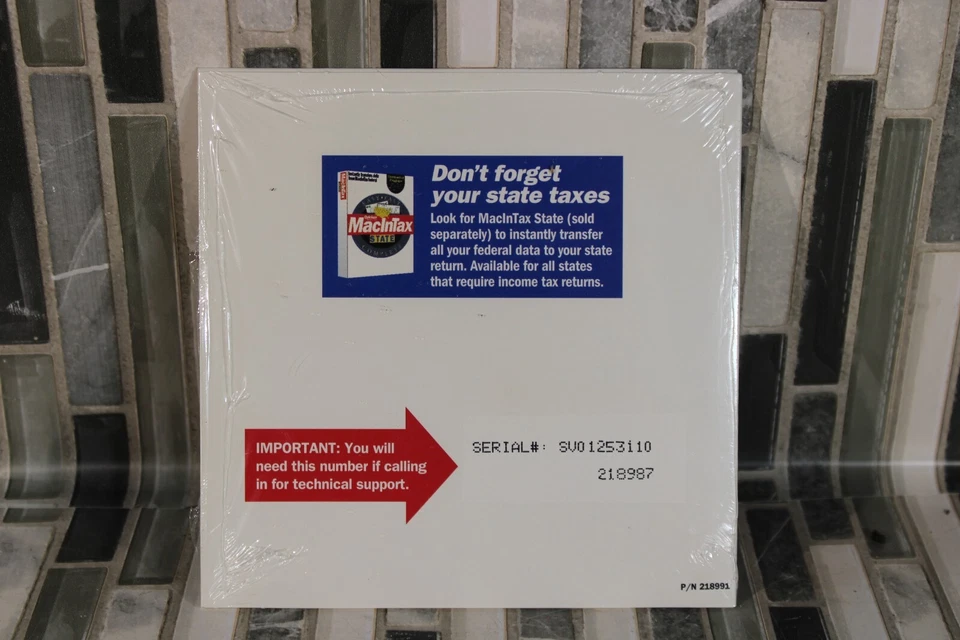 Don't forget
your state taxes
Look for MacInTax State (sold
separately) to instantly transfer
all your federal data to your state
return. Available for all states
that require income tax returns.
MacInTax
STATE
IMPORTANT: You will
need this number if calling
in for technical support.
SERIAL#: SV01253110
218987
P/N 218991